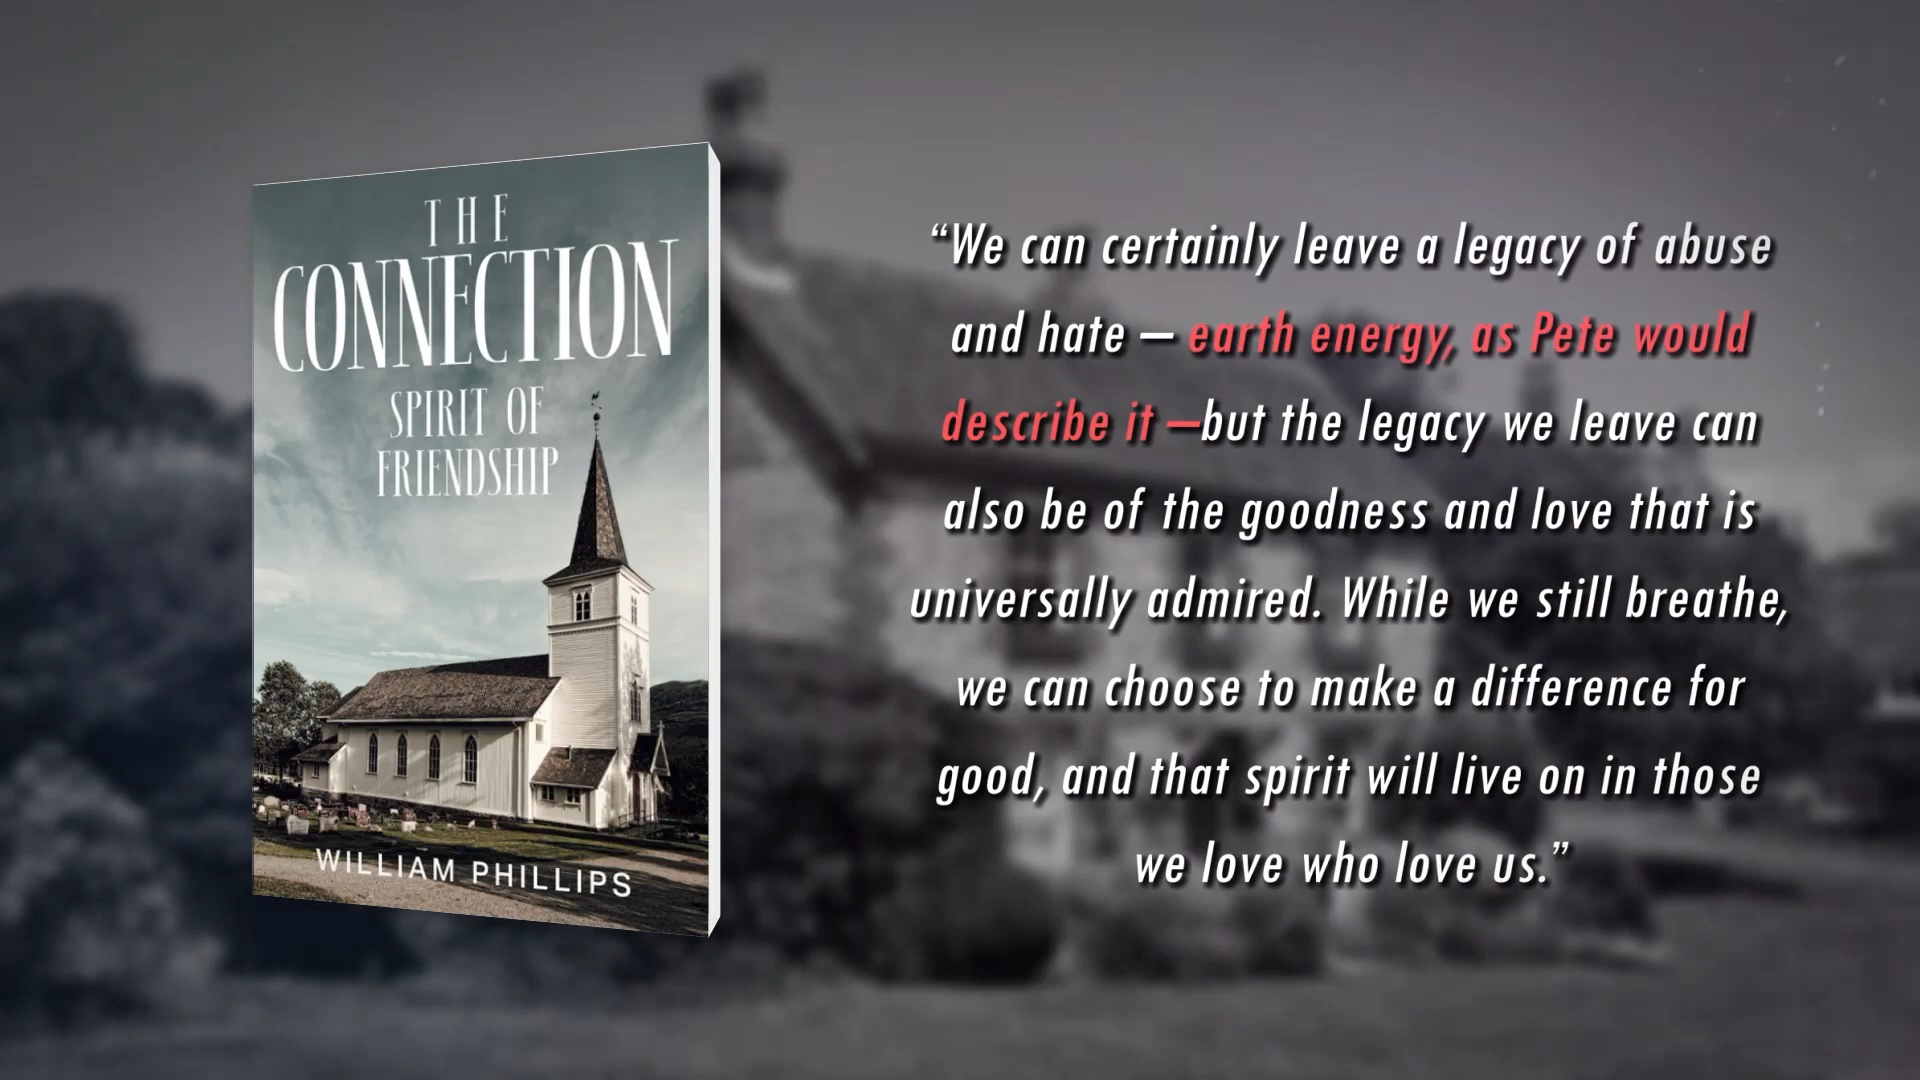 THE
CONNECTION
SPIRIT OF
FRIENDSHIP
WILLIAM PHILLIPS
“We can certainly leave a legacy of abuse
and hate – earth energy, as Pete would
describe it –but the legacy we leave can
also be of the goodness and love that is
universally admired. While we still breathe,
we can choose to make a difference for
good, and that spirit will live on in those
we love who love us.”